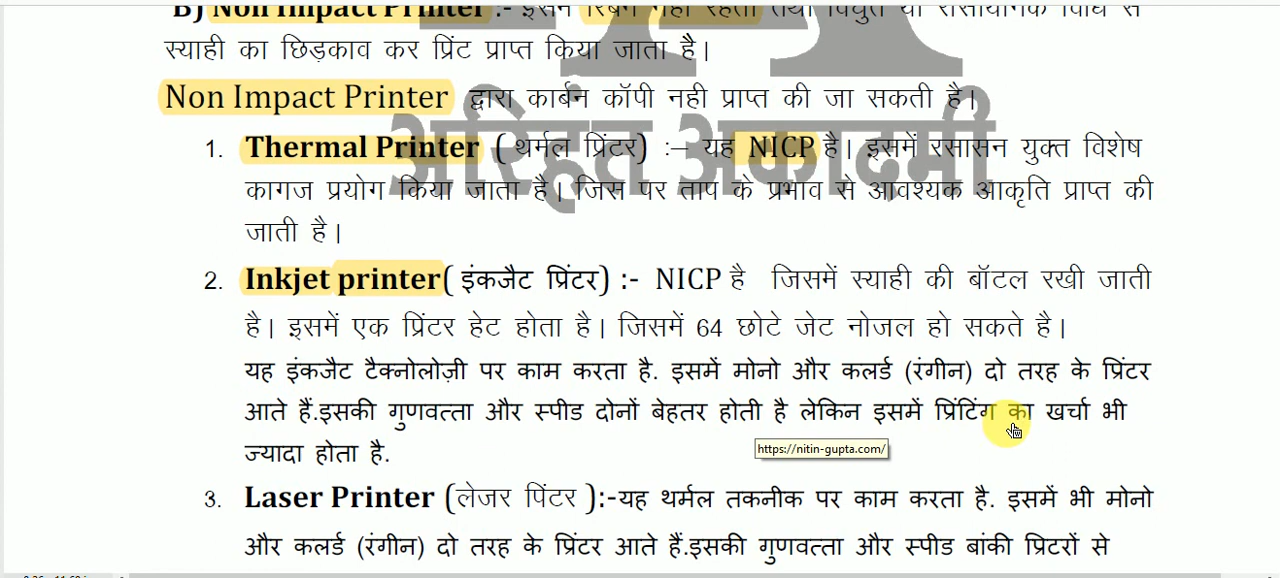 B) Non Impact Printer :- इसमें रिबन नही रहता तथा विधुत या रासायनिक विधि से
स्याही का छिड़काव कर प्रिंट प्राप्त किया जाता है।
Non Impact Printer द्वारा कार्बन कॉपी नही प्राप्त की जा सकती है।
अरिहंत अकादमी
1. Thermal Printer ( थर्मल प्रिंटर) :– यह NICP है। इसमें रसासन युक्त विशेष
कागज प्रयोग किया जाता है। जिस पर ताप के प्रभाव से आवश्यक आकृति प्राप्त की
जाती है।
2. Inkjet printer( इंकजैट प्रिंटर) :- NICP है जिसमें स्याही की बॉटल रखी जाती
है। इसमें एक प्रिंटर हेट होता है। जिसमें 64 छोटे जेट नोजल हो सकते है।
यह इंकजैट टैक्नोलोज़ी पर काम करता है. इसमें मोनो और कलर्ड (रंगीन) दो तरह के प्रिंटर
आते हैं.इसकी गुणवत्ता और स्पीड दोनों बेहतर होती है लेकिन इसमें प्रिंटिंग का खर्चा भी
https://nitin-gupta.com/
ज्यादा होता है.
3. Laser Printer (लेजर पिंटर ):-यह थर्मल तकनीक पर काम करता है. इसमें भी मोनो
और कलर्ड (रंगीन) दो तरह के प्रिंटर आते हैं.इसकी गुणवत्ता और स्पीड बांकी प्रिटरों से